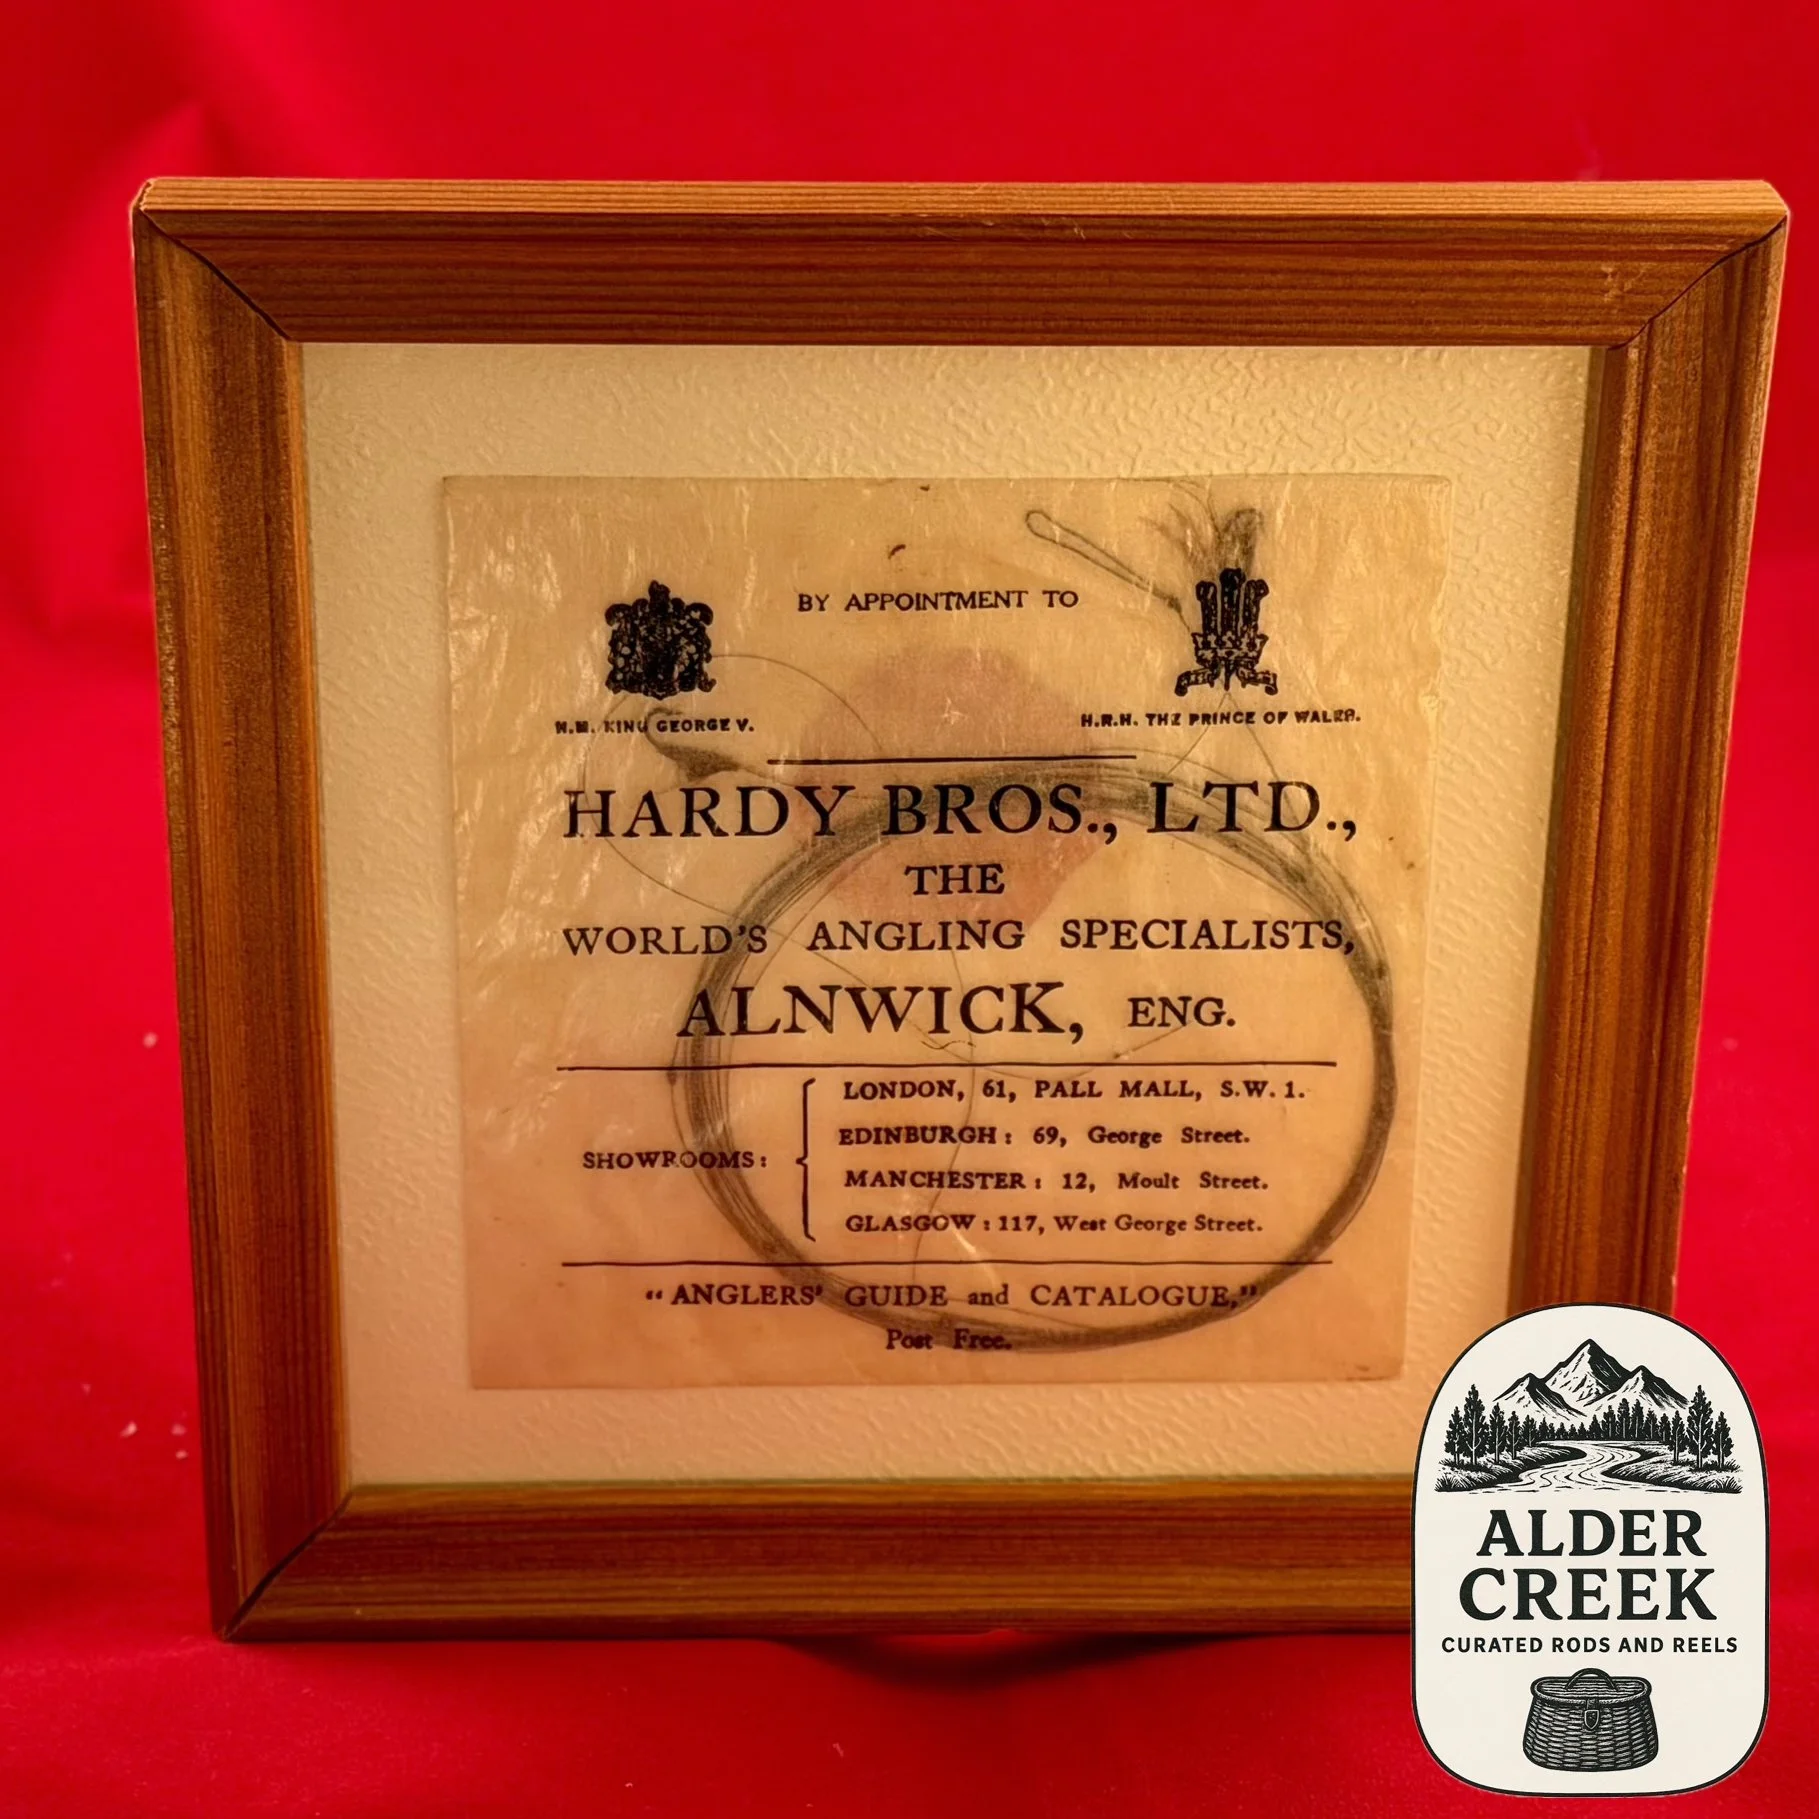 BY APPOINTMENT TO
H.M. KING GEORGE V.
H.R.H. THE PRINCE OF WALES.
HARDY BROS., LTD.,
THE
WORLD'S ANGLING SPECIALISTS,
ALNWICK, ENG.
SHOWROOMS:
LONDON, 61, PALL MALL, S.W. 1.
EDINBURGH: 69, George Street.
MANCHESTER: 12, Moult Street.
GLASGOW: 117, West George Street.
"ANGLERS' GUIDE and CATALOGUE,"
Post Free.
ALDER
CREEK
CURATED RODS AND REELS